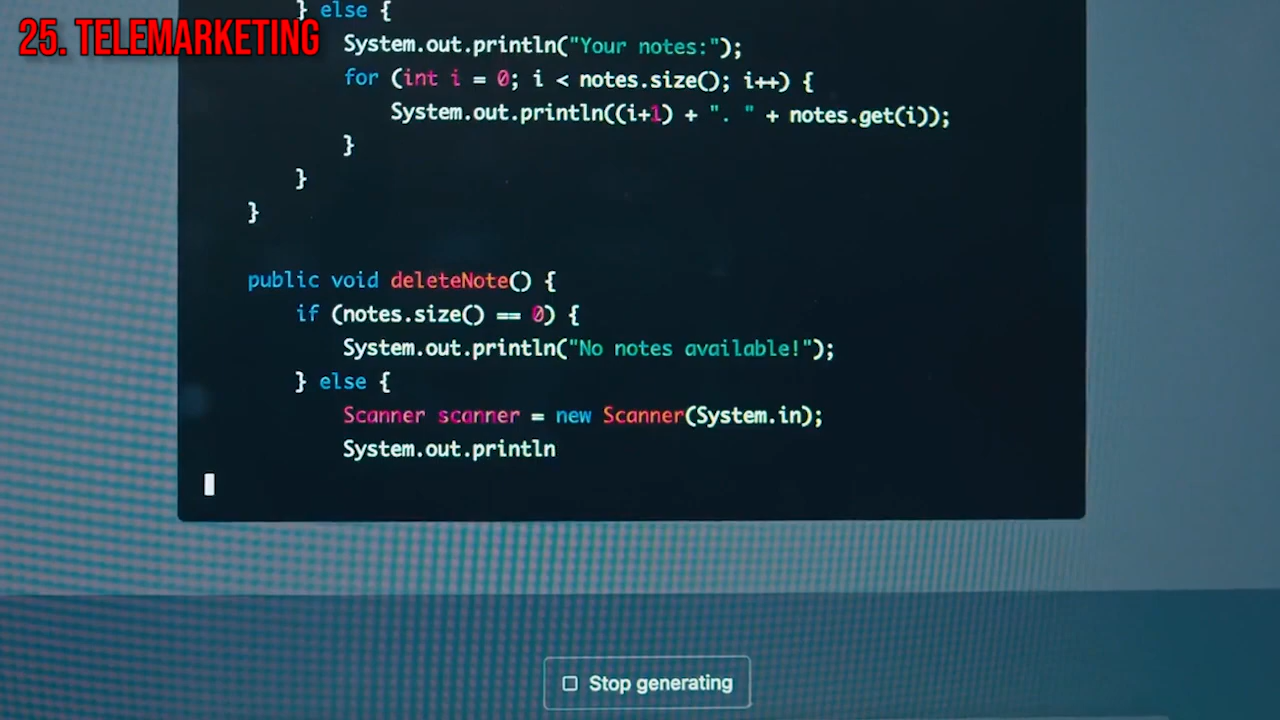 25. TELEMARKETING
} else {
System.out.println("Your notes:");
for (int i = 0; i < notes.size(); i++) {
System.out.println((i+1) + ". " + notes.get(i));
}
}
}
public void deleteNote() {
if (notes.size() == 0) {
System.out.println("No notes available!");
} else {
Scanner scanner = new Scanner(System.in);
System.out.println
Stop generating